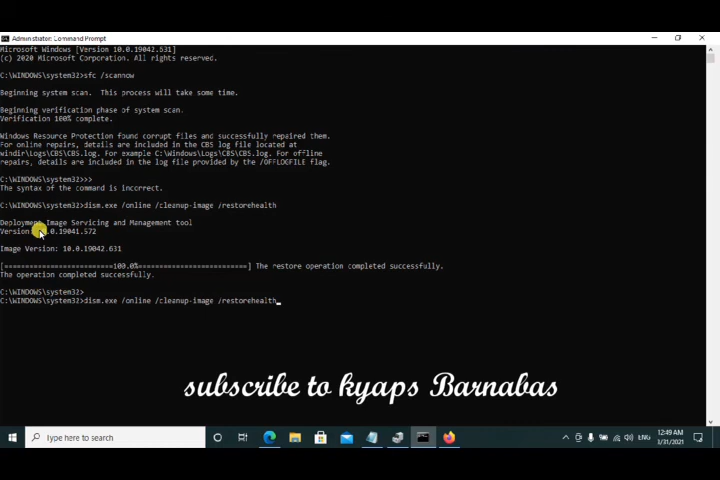 Administrator: Command Prompt
Microsoft Windows [Version 10.0.19042.631]
(c) 2020 Microsoft Corporation. All rights reserved.
C:\WINDOWS\system32>sfc /scannow
Beginning system scan.  This process will take some time.
Beginning verification phase of system scan.
Verification 100% complete.
Windows Resource Protection found corrupt files and successfully repaired them.
For online repairs, details are included in the CBS log file located at
windir\Logs\CBS\CBS.log. For example C:\Windows\Logs\CBS\CBS.log. For offline
repairs, details are included in the log file provided by the /OFFLOGFILE flag.
C:\WINDOWS\system32>>>
The syntax of the command is incorrect.
C:\WINDOWS\system32>dism.exe /online /cleanup-image /restorehealth
Deployment Image Servicing and Management tool
Version: .0.19041.572
Image Version: 10.0.19042.631
[==========================100.0%==========================] The restore operation completed successfully.
The operation completed successfully.
C:\WINDOWS\system32>
C:\WINDOWS\system32>dism.exe /online /cleanup-image /restorehealth_
subscribe to kyaps Barnabas
Type here to search
ENG
12:49 AM
3/31/2021